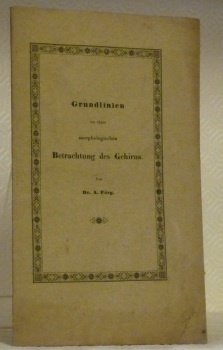 Grundlinien
zu einer
morphologischen
Betrachtung des Gehirns.
Von
Dr. A. Förg.